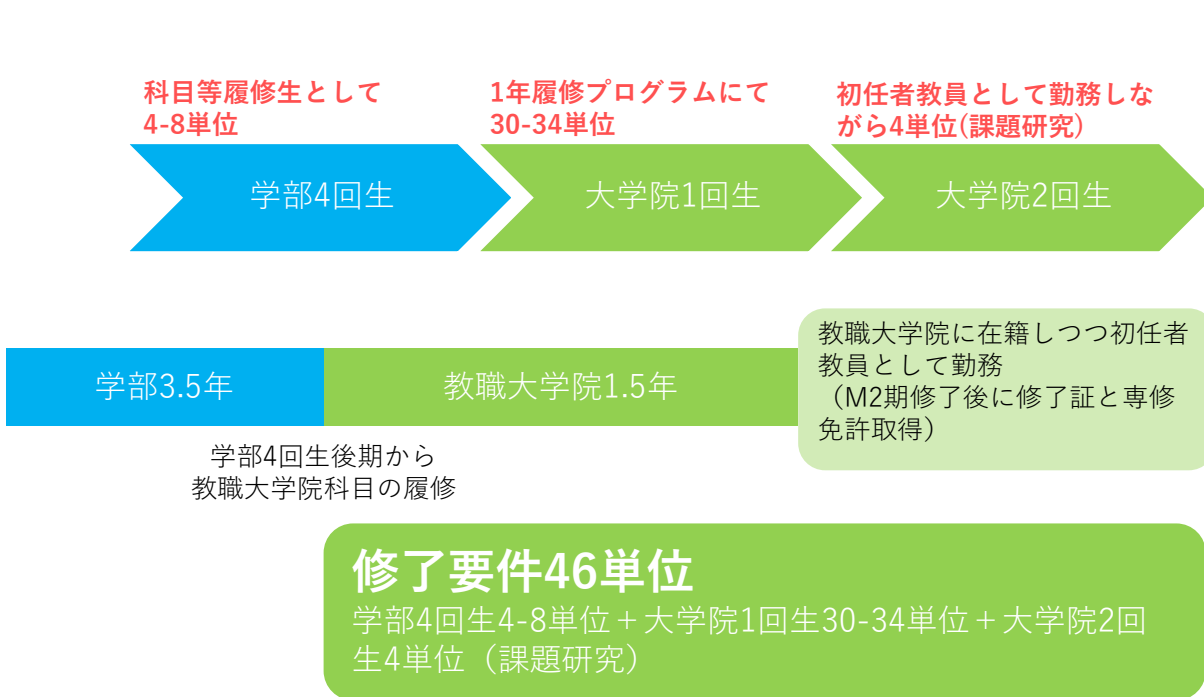 科目等履修生として
4-8単位
1年履修プログラムにて
30-34単位
初任者教員として勤務しな
がら4単位(課題研究)
学部4回生
大学院1回生
大学院2回生
学部3.5年
教職大学院1.5年
教職大学院に在籍しつつ初任者
教員として勤務
（M2期修了後に修了証と専修
免許取得）
学部4回生後期から
教職大学院科目の履修
修了要件46単位
学部4回生4-8単位＋大学院1回生30-34単位＋大学院2回
生4単位（課題研究）